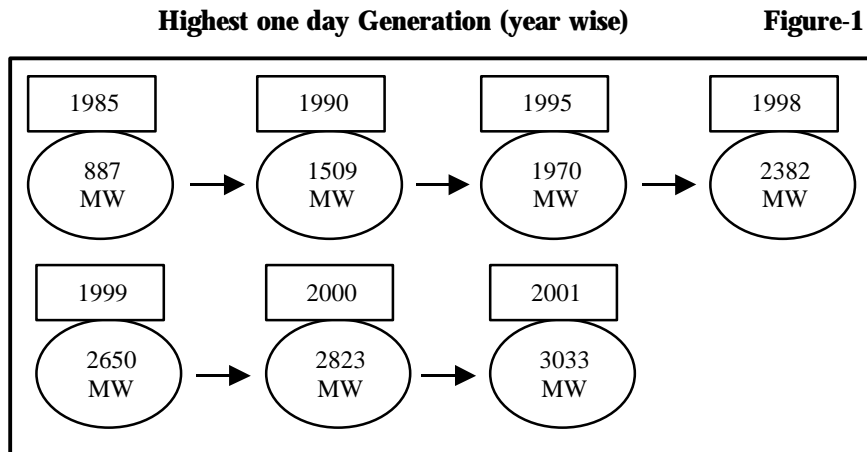 Highest one day Generation (year wise) Figure-1
1985 1990 1995 1998
887 MW 1509 MW 1970 MW 2382 MW
1999 2000 2001
2650 MW 2823 MW 3033 MW